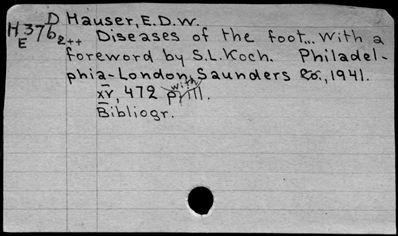 D Hauser, E.D.W.
H376 2++ Diseases of the foot... With a
E foreword by S.L. Koch. Philadel-
phia-London, Saunders Co., 1941.
xv, 472 p. with ill.
Bibliogr.